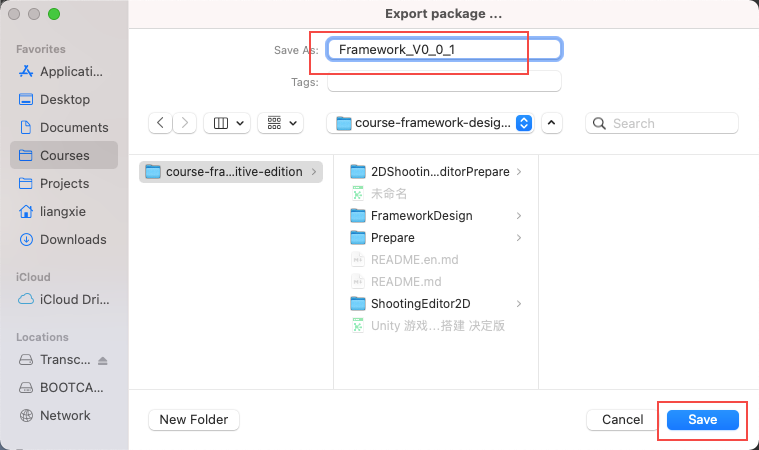 Export package ...
Save As:
Framework_V0_0_1
Tags:
course-framework-desig...
Search
Favorites
Applicati...
Desktop
Documents
Courses
Projects
liangxie
Downloads
iCloud
iCloud Dri...
Locations
Transc...
BOOTCA...
Network
course-fra...itive-edition
2DShootin...ditorPrepare
未命名
FrameworkDesign
Prepare
README.en.md
README.md
ShootingEditor2D
Unity 游戏...搭建 决定版
New Folder
Cancel
Save